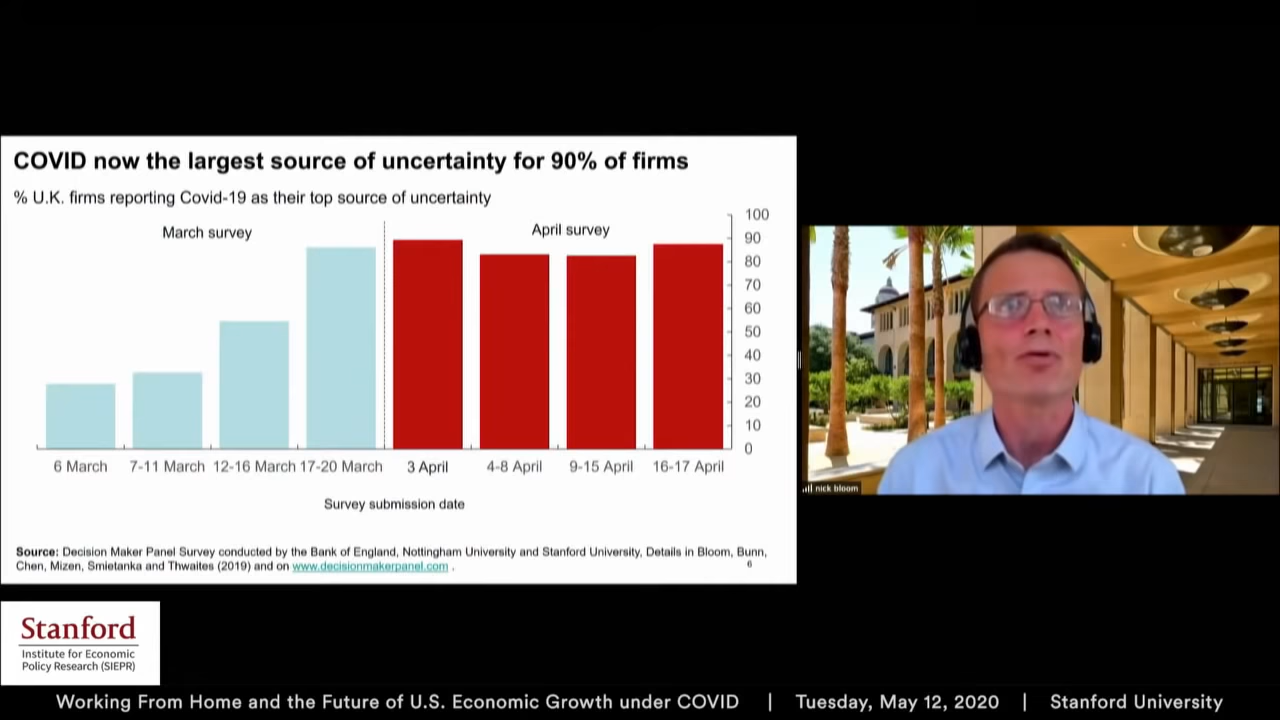 COVID now the largest source of uncertainty for 90% of firms
% U.K. firms reporting Covid-19 as their top source of uncertainty
March survey
April survey
100
90
80
70
60
50
40
30
20
10
0
6 March
7-11 March
12-16 March
17-20 March
3 April
4-8 April
9-15 April
16-17 April
Survey submission date
Source: Decision Maker Panel Survey conducted by the Bank of England, Nottingham University and Stanford University, Details in Bloom, Bunn,
Chen, Mizen, Smietanka and Thwaites (2019) and on www.decisionmakerpanel.com .
6
nick bloom
Stanford
Institute for Economic
Policy Research (SIEPR)
Working From Home and the Future of U.S. Economic Growth under COVID | Tuesday, May 12, 2020 | Stanford University